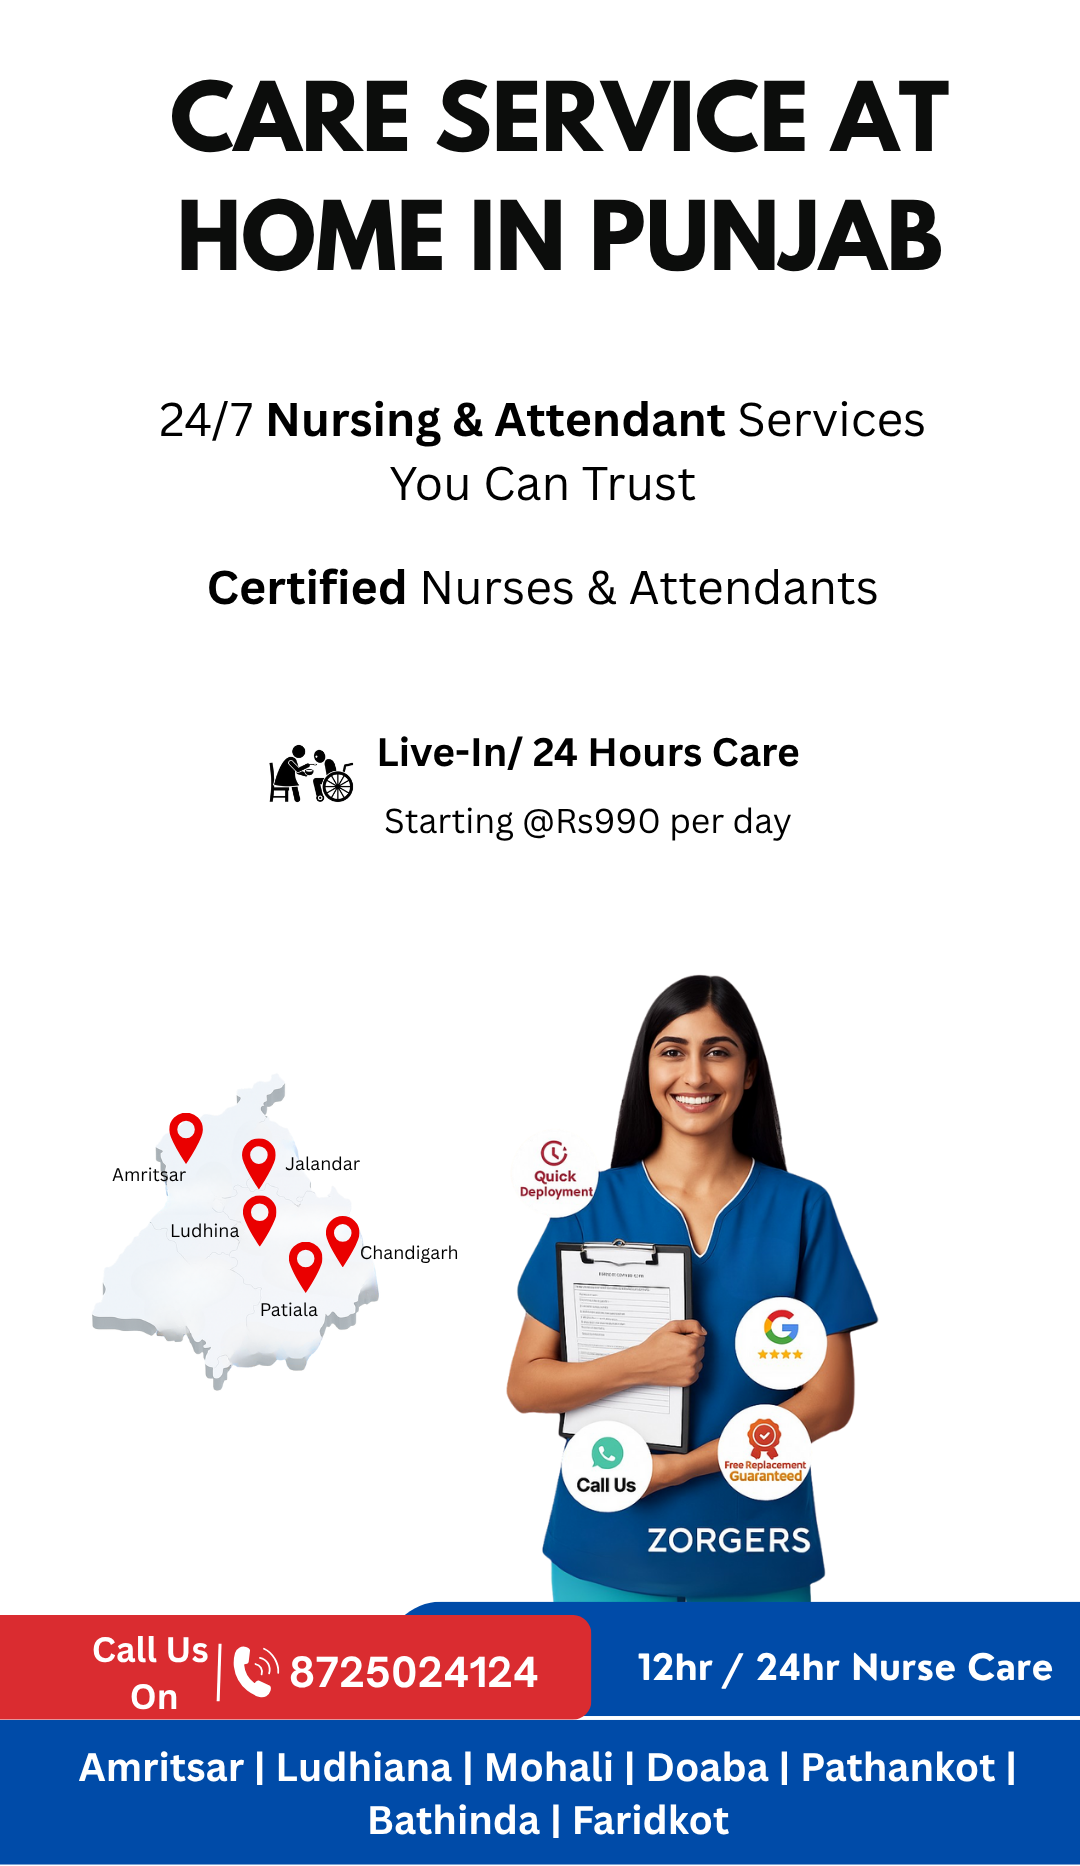 CARE SERVICE AT
HOME IN PUNJAB
24/7 Nursing & Attendant Services
You Can Trust
Certified Nurses & Attendants
Live-In/ 24 Hours Care
Starting @Rs990 per day
Amritsar
Jalandar
Ludhina
Chandigarh
Patiala
Quick
Deployment
G
Call Us
Free Replacement
Guaranteed
ZORGERS
Call Us
On
8725024124
12hr / 24hr Nurse Care
Amritsar | Ludhiana | Mohali | Doaba | Pathankot |
Bathinda | Faridkot